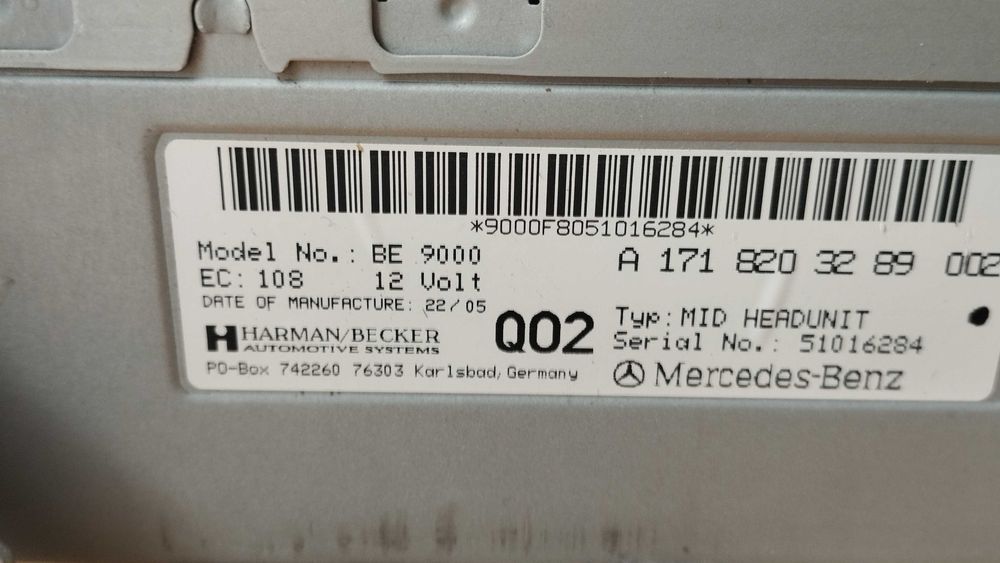 *9000F8051016284*
Model No.: BE 9000
EC: 108 12 Volt
DATE OF MANUFACTURE: 22/05
HARMAN/BECKER
AUTOMOTIVE SYSTEMS
PO-Box 742260 76303 Karlsbad, Germany
Q02
A 171 820 32 89 002
Typ: MID HEADUNIT
Serial No.: 51016284
Mercedes-Benz